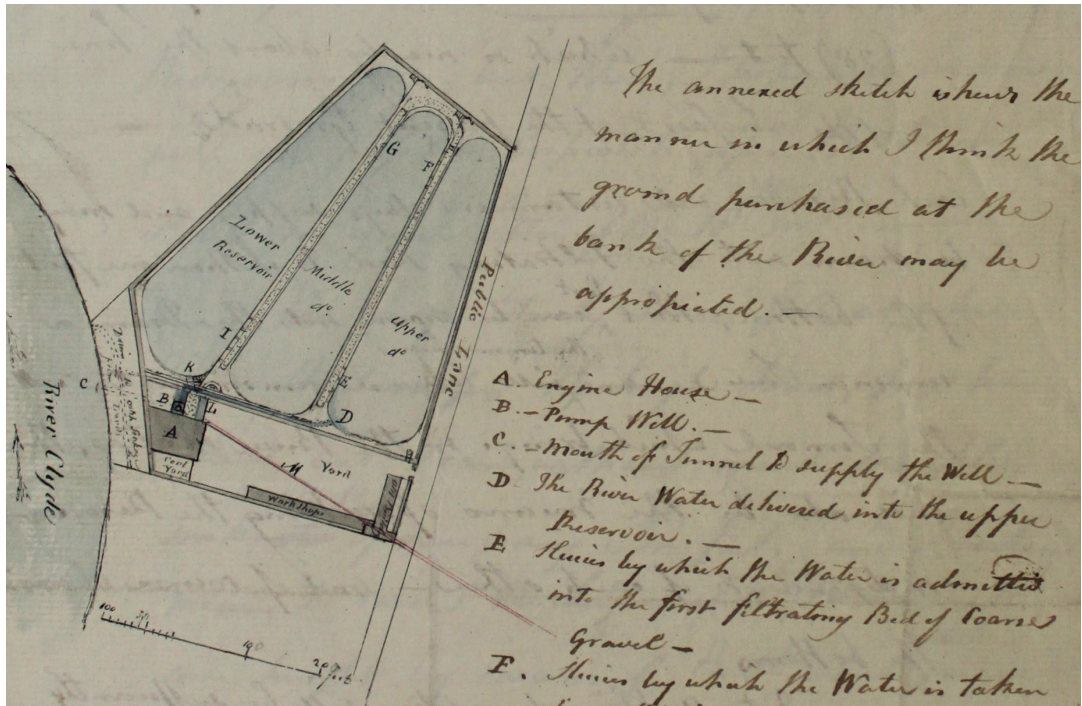 The annexed sketch shews the
manner in which I think the
ground purchased at the
bank of the River may be
appropiated. —
A — Engine House —
B. — Pump Well. —
C. — Mouth of Tunnel to supply the Well —
D — The River Water delivered into the upper
Reservoir. —
E Sluices by which the Water is admitted
into the first filtrating Bed of Coarse
Gravel —
F. Sluices by which the Water is taken
Lower
Reservoir
Middle
do
Upper
do
Public Lane
River Clyde
G
F
I
K
E
D
C
B
A
L
M
Yard
Coal
Yard
Work Shops
100
50
100
200 feet